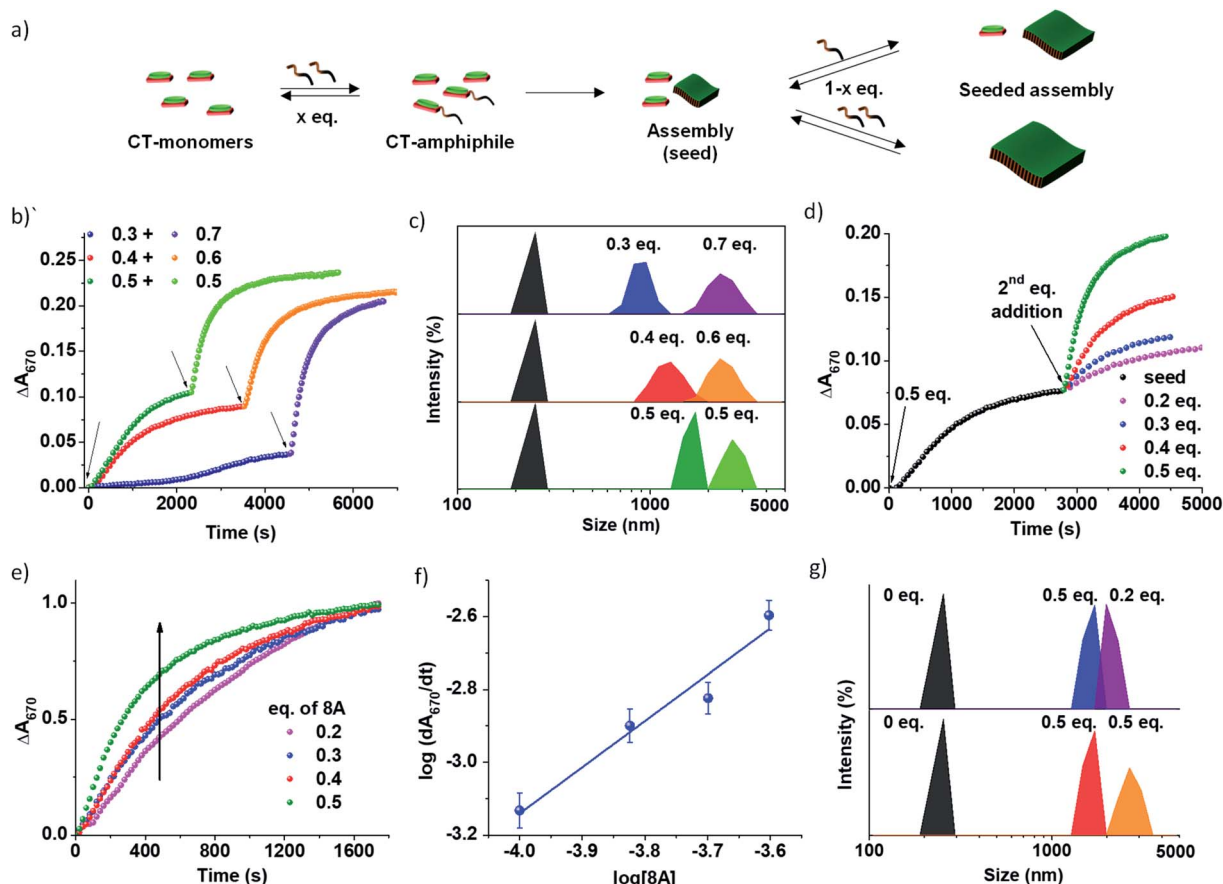 a)
CT-monomers
x eq.
CT-amphiphile
Assembly
(seed)
1-x eq.
Seeded assembly
b)`
0.3 + 0.7
0.4 + 0.6
0.5 + 0.5
0.25
0.20
0.15
0.10
0.05
0.00
ΔA670
0 2000 4000 6000
Time (s)
c)
0.3 eq. 0.7 eq.
0.4 eq. 0.6 eq.
0.5 eq. 0.5 eq.
Intensity (%)
100 1000 5000
Size (nm)
d)
0.20
0.15
0.10
0.05
0.00
ΔA670
2nd eq.
addition
0.5 eq.
seed
0.2 eq.
0.3 eq.
0.4 eq.
0.5 eq.
0 1000 2000 3000 4000 5000
Time (s)
e)
1.0
0.5
0.0
ΔA670
eq. of 8A
0.2
0.3
0.4
0.5
0 400 800 1200 1600
Time (s)
f)
-2.6
-2.8
-3.0
-3.2
log (dA670/dt)
-4.0 -3.9 -3.8 -3.7 -3.6
log[8A]
g)
0 eq. 0.5 eq. 0.2 eq.
0 eq. 0.5 eq. 0.5 eq.
Intensity (%)
1000 5000
Size (nm)